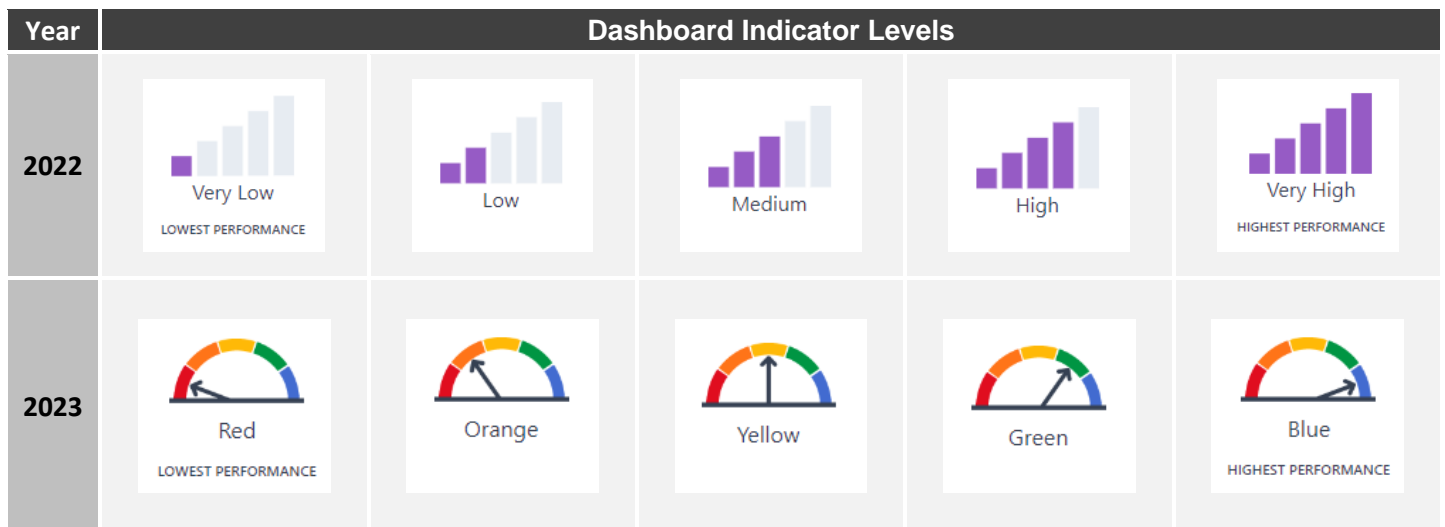 Year
Dashboard Indicator Levels
2022
Very Low
LOWEST PERFORMANCE
Low
Medium
High
Very High
HIGHEST PERFORMANCE
2023
Red
LOWEST PERFORMANCE
Orange
Yellow
Green
Blue
HIGHEST PERFORMANCE